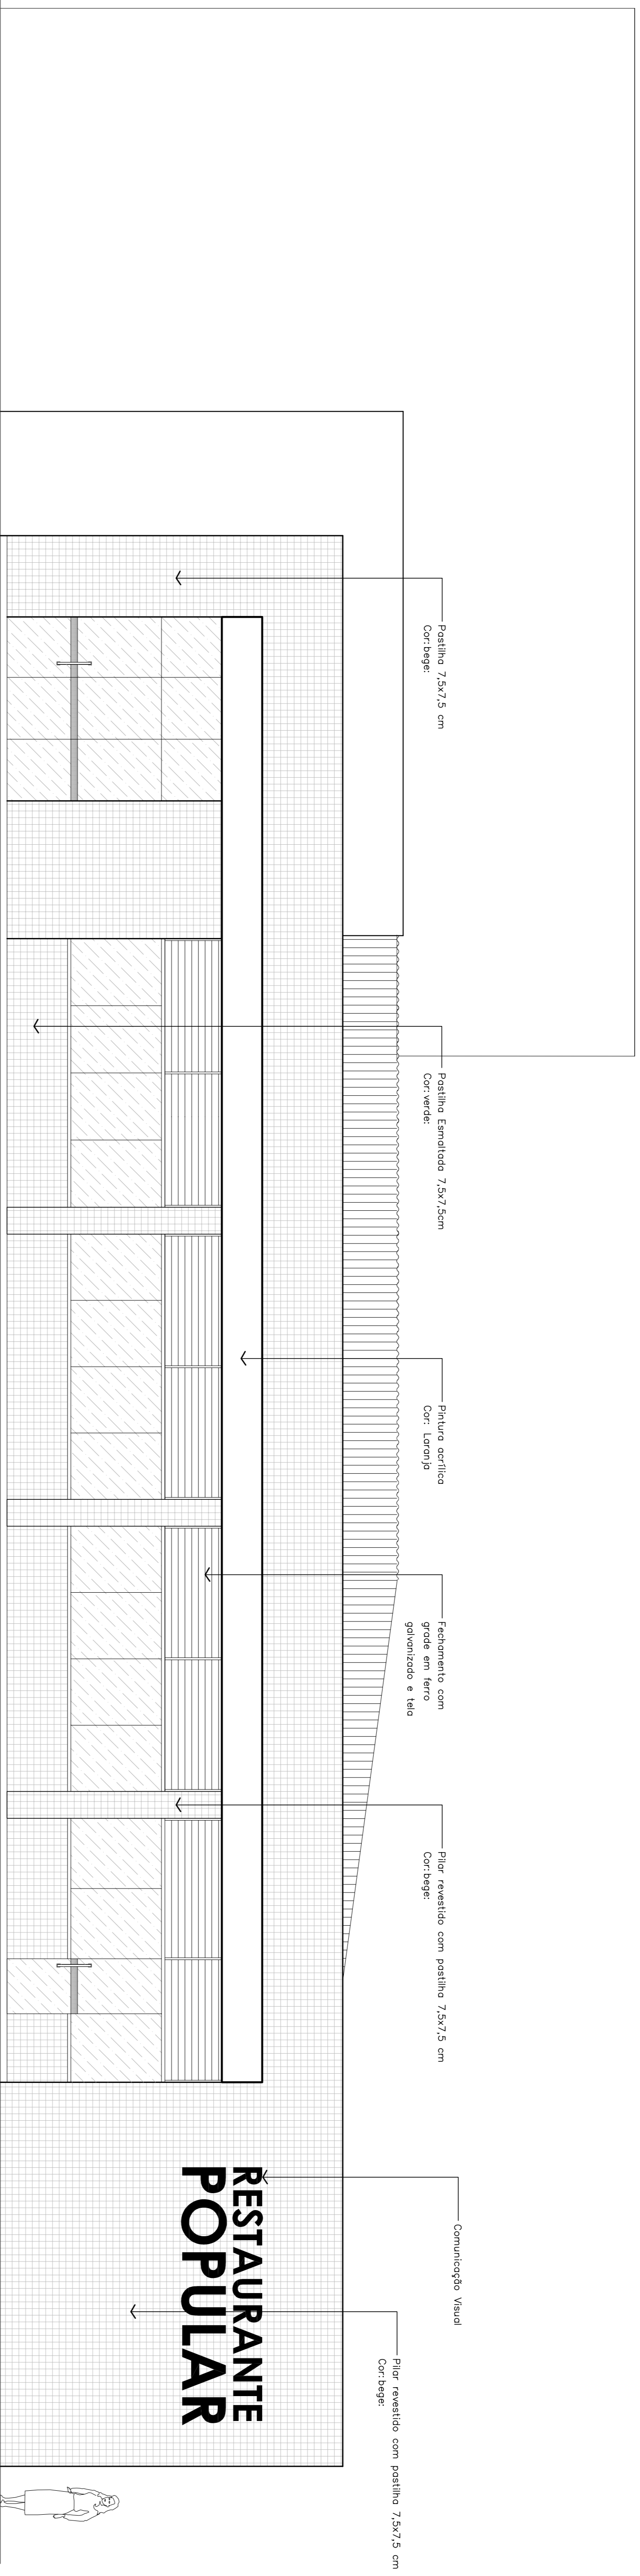 Pastilha 7,5x7,5 cm
Cor:bege:
Pastilha Esmaltada 7,5x7,5cm
Cor:verde:
Pintura acrílica
Cor: Laranja
Fechamento com
grade em ferro
galvanizado e tela
Pilar revestido com pastilha 7,5x7,5 cm
Cor:bege:
Comunicação Visual
Pilar revestido com pastilha 7,5x7,5 cm
Cor:bege:
RESTAURANTE
POPULAR